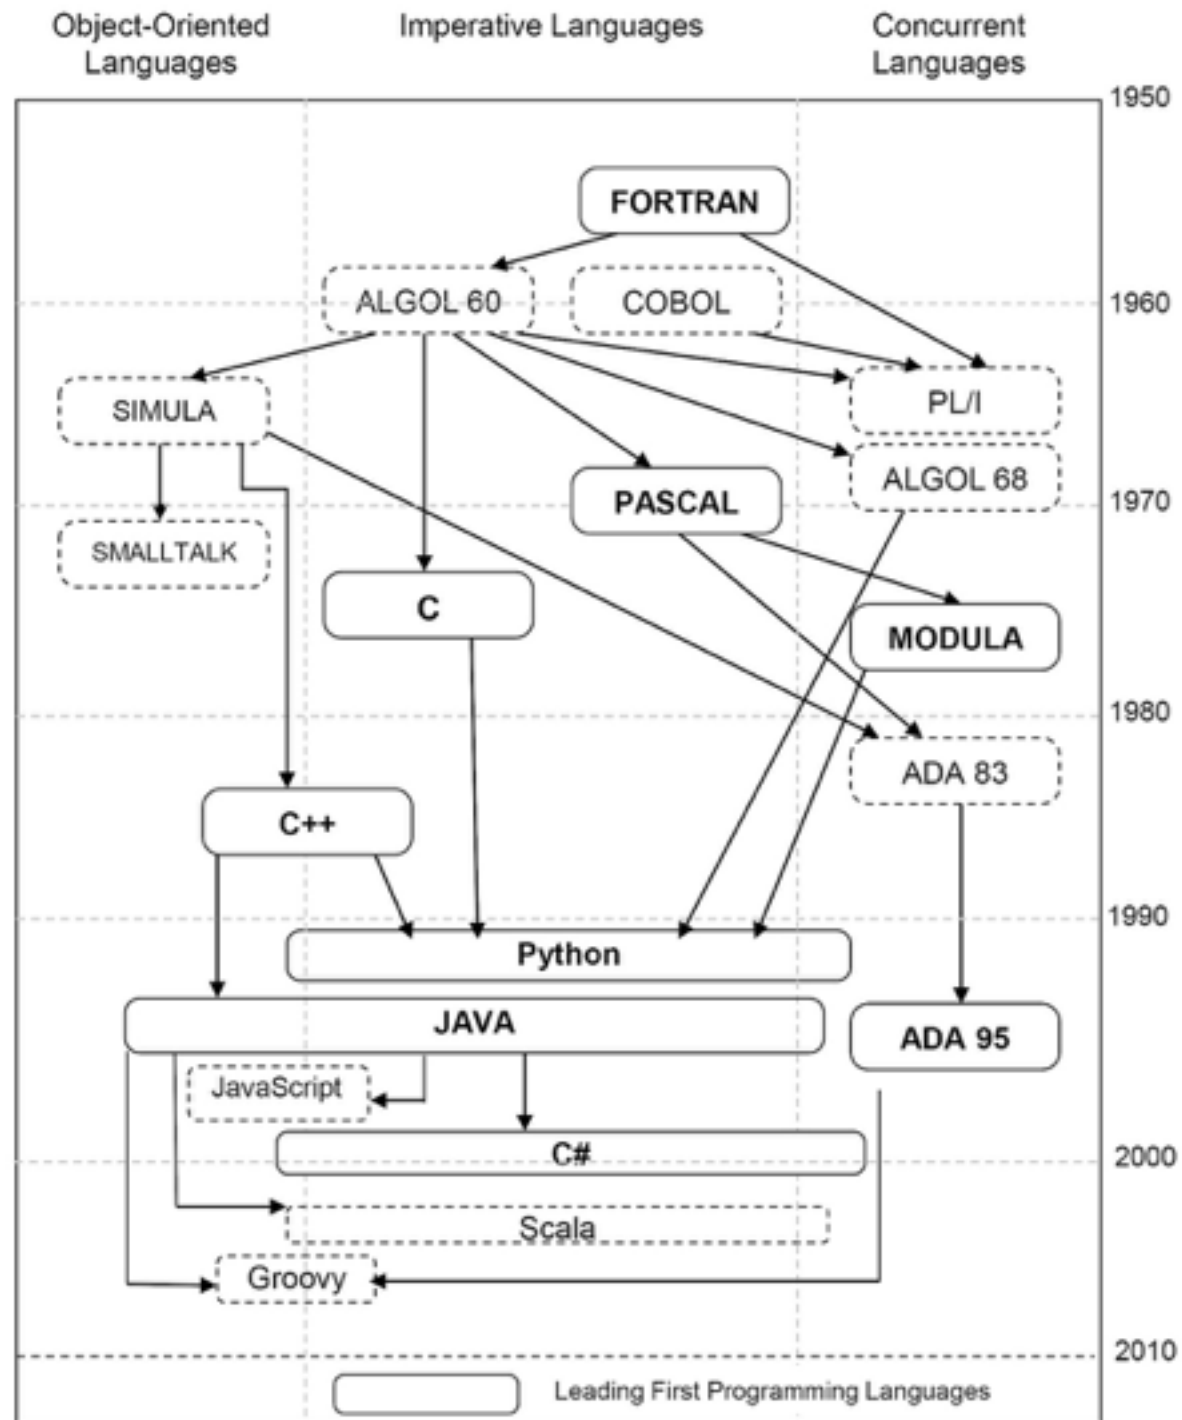 Object-Oriented
Languages
Imperative Languages
Concurrent
Languages
1950
FORTRAN
ALGOL 60
COBOL
1960
SIMULA
PL/I
ALGOL 68
PASCAL
1970
SMALLTALK
C
MODULA
1980
ADA 83
C++
1990
Python
JAVA
ADA 95
JavaScript
C#
2000
Scala
Groovy
2010
Leading First Programming Languages